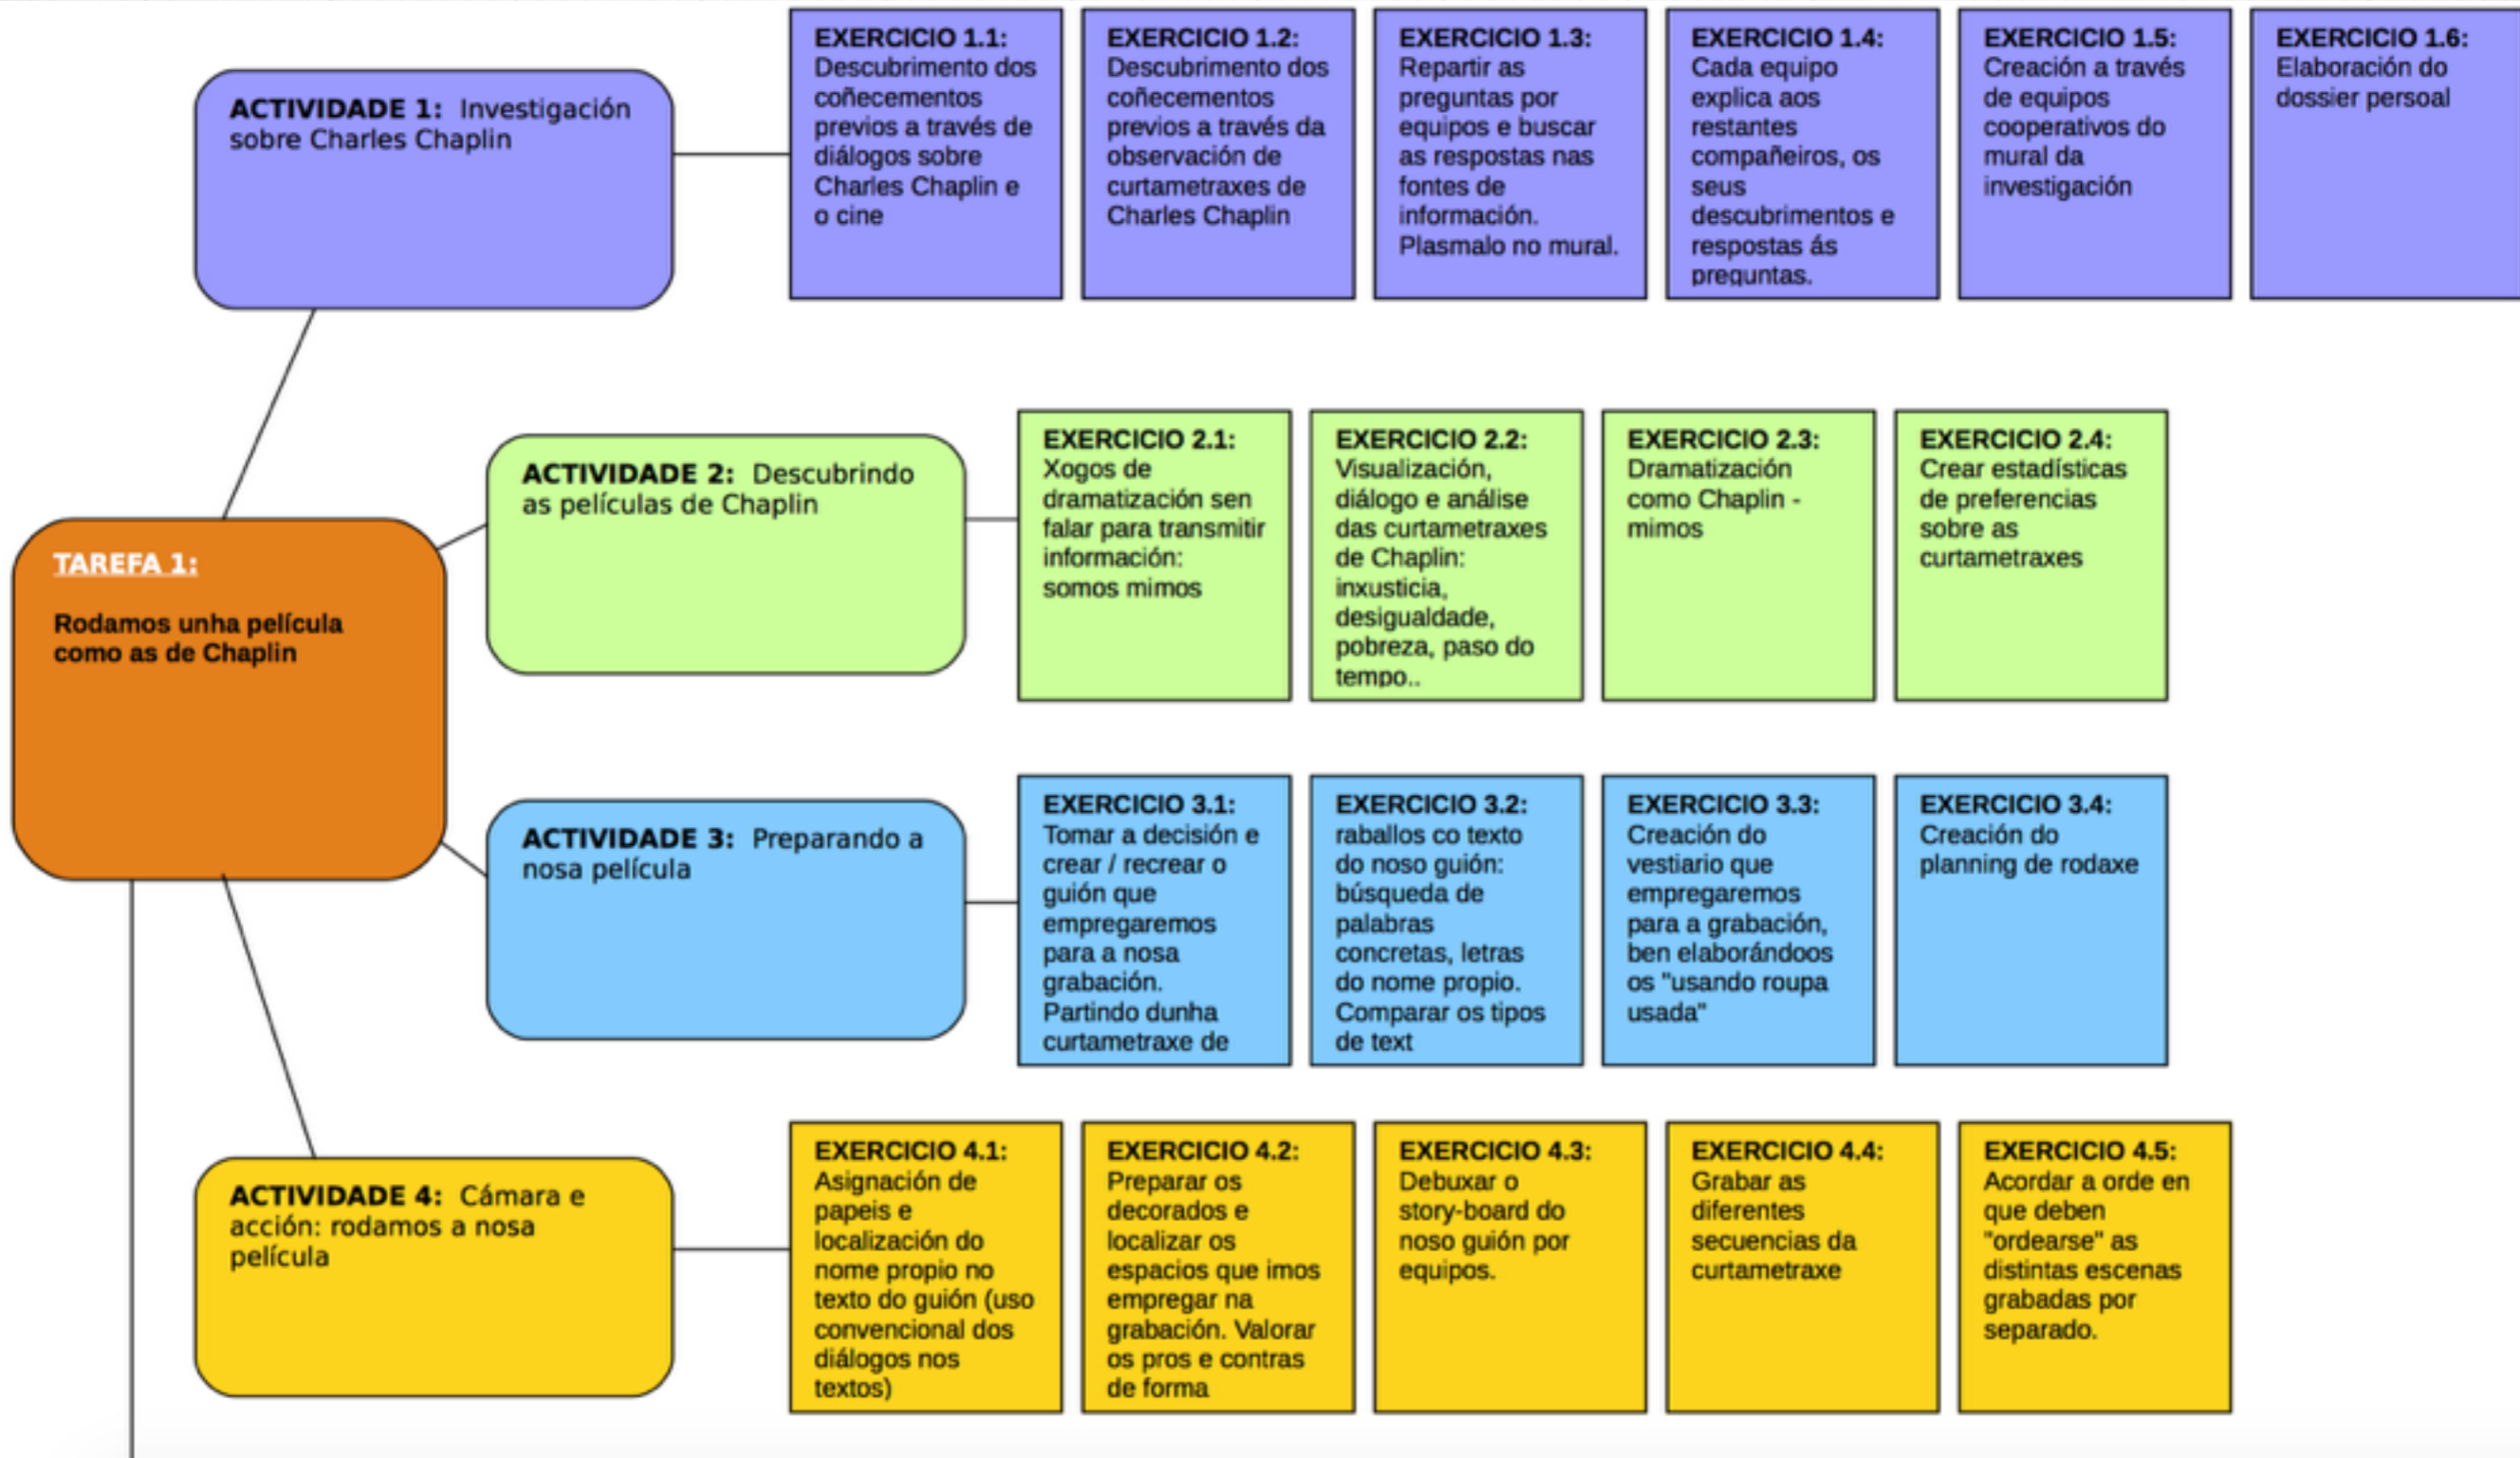 TAREFA 1:
Rodamos unha película
como as de Chaplin
ACTIVIDADE 1: Investigación
sobre Charles Chaplin
EXERCICIO 1.1:
Descubrimento dos
coñecementos
previos a través de
diálogos sobre
Charles Chaplin e
o cine
EXERCICIO 1.2:
Descubrimento dos
coñecementos
previos a través da
observación de
curtametraxes de
Charles Chaplin
EXERCICIO 1.3:
Repartir as
preguntas por
equipos e buscar
as respostas nas
fontes de
información.
Plasmalo no mural.
EXERCICIO 1.4:
Cada equipo
explica aos
restantes
compañeiros, os
seus
descubrimentos e
respostas ás
preguntas.
EXERCICIO 1.5:
Creación a través
de equipos
cooperativos do
mural da
investigación
EXERCICIO 1.6:
Elaboración do
dossier persoal
ACTIVIDADE 2: Descubrindo
as películas de Chaplin
EXERCICIO 2.1:
Xogos de
dramatización sen
falar para transmitir
información:
somos mimos
EXERCICIO 2.2:
Visualización,
diálogo e análise
das curtametraxes
de Chaplin:
inxusticia,
desigualdade,
pobreza, paso do
tempo..
EXERCICIO 2.3:
Dramatización
como Chaplin -
mimos
EXERCICIO 2.4:
Crear estadísticas
de preferencias
sobre as
curtametraxes
ACTIVIDADE 3: Preparando a
nosa película
EXERCICIO 3.1:
Tomar a decisión e
crear / recrear o
guión que
empregaremos
para a nosa
grabación.
Partindo dunha
curtametraxe de
EXERCICIO 3.2:
raballos co texto
do noso guión:
búsqueda de
palabras
concretas, letras
do nome propio.
Comparar os tipos
de text
EXERCICIO 3.3:
Creación do
vestiario que
empregaremos
para a grabación,
ben elaborándoos
os "usando roupa
usada"
EXERCICIO 3.4:
Creación do
planning de rodaxe
ACTIVIDADE 4: Cámara e
acción: rodamos a nosa
película
EXERCICIO 4.1:
Asignación de
papeis e
localización do
nome propio no
texto do guión (uso
convencional dos
diálogos nos
textos)
EXERCICIO 4.2:
Preparar os
decorados e
localizar os
espacios que imos
empregar na
grabación. Valorar
os pros e contras
de forma
EXERCICIO 4.3:
Debuxar o
story-board do
noso guión por
equipos.
EXERCICIO 4.4:
Grabar as
diferentes
secuencias da
curtametraxe
EXERCICIO 4.5:
Acordar a orde en
que deben
"ordearse" as
distintas escenas
grabadas por
separado.